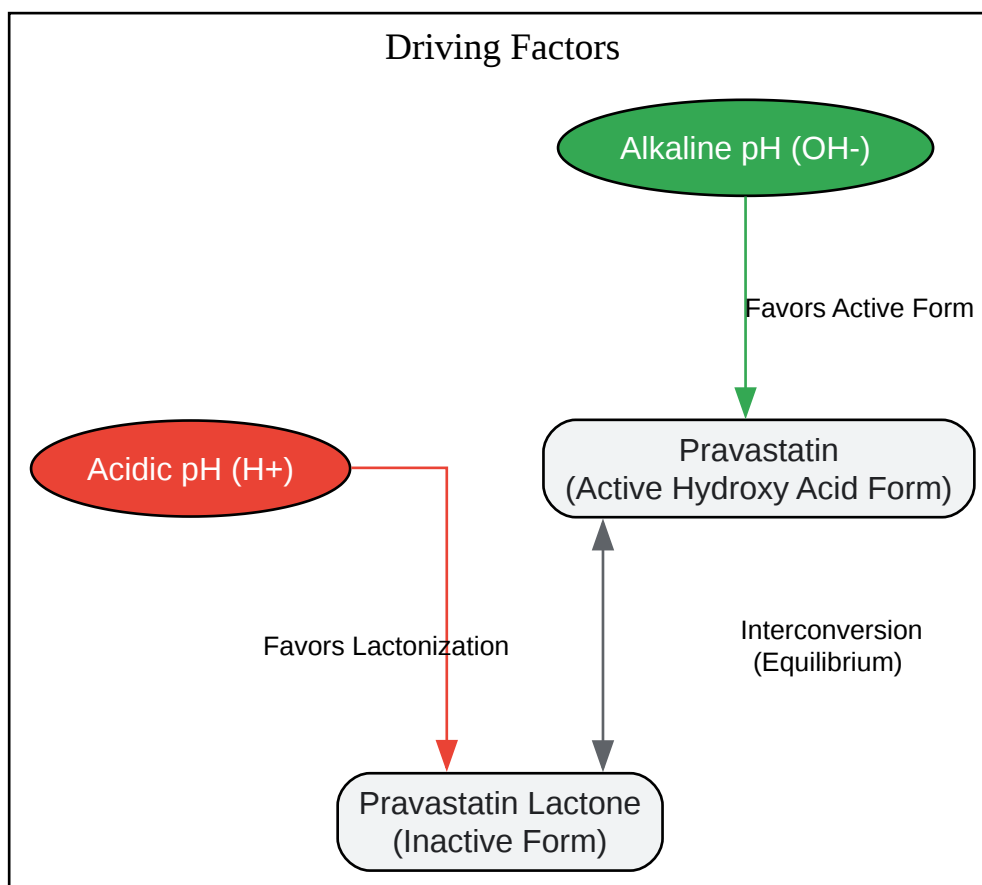 Driving Factors
Alkaline pH (OH-)
Favors Active Form
Acidic pH (H+)
Pravastatin
(Active Hydroxy Acid Form)
Favors Lactonization
Interconversion
(Equilibrium)
Pravastatin Lactone
(Inactive Form)